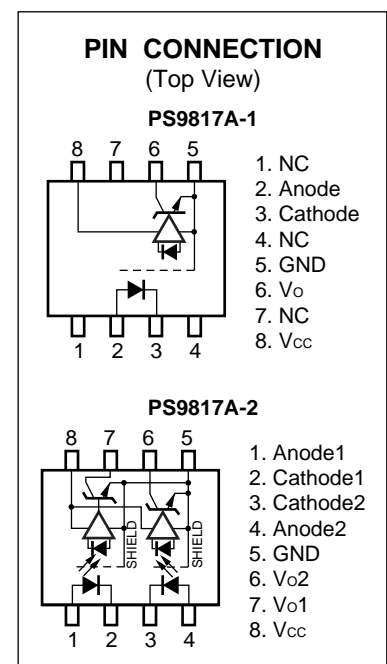 PIN CONNECTION
(Top View)
PS9817A-1
8 7 6 5
1. NC
2. Anode
3. Cathode
4. NC
5. GND
6. Vo
7. NC
8. Vcc
1 2 3 4
PS9817A-2
8 7 6 5
SHIELD SHIELD
1. Anode1
2. Cathode1
3. Cathode2
4. Anode2
5. GND
6. Vo2
7. Vo1
8. Vcc
1 2 3 4